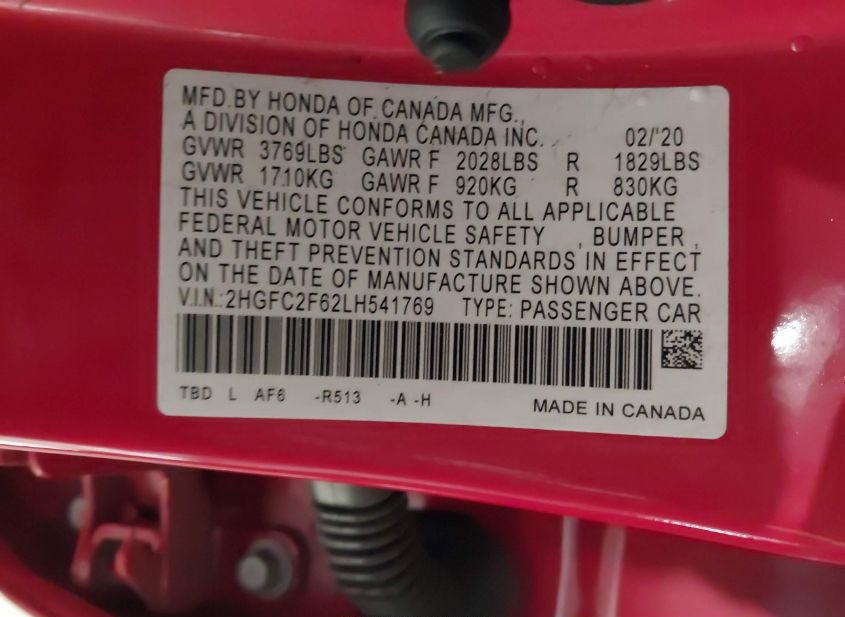 MFD.BY HONDA OF CANADA MFG.,
A DIVISION OF HONDA CANADA INC. 02/'20
GVWR 3769LBS GAWR F 2028LBS R 1829LBS
GVWR 1710KG GAWR F 920KG R 830KG
THIS VEHICLE CONFORMS TO ALL APPLICABLE
FEDERAL MOTOR VEHICLE SAFETY , BUMPER ,
AND THEFT PREVENTION STANDARDS IN EFFECT
ON THE DATE OF MANUFACTURE SHOWN ABOVE.
V.I.N.:2HGFC2F62LH541769 TYPE: PASSENGER CAR
TBD L AF6 -R513 -A -H
MADE IN CANADA